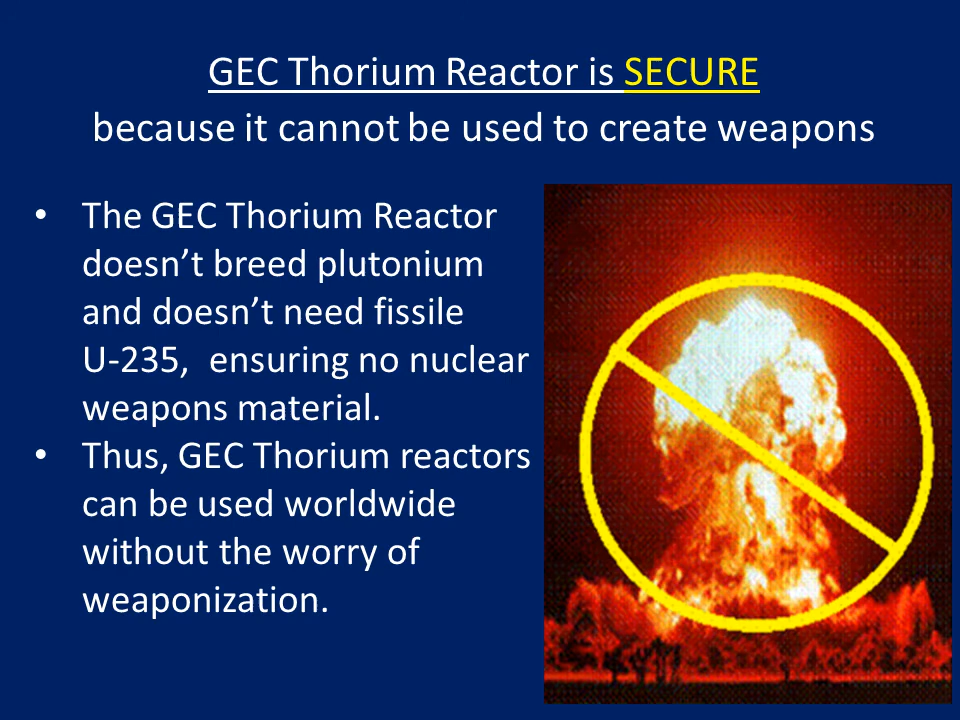 GEC Thorium Reactor is SECURE
because it cannot be used to create weapons
• The GEC Thorium Reactor
doesn’t breed plutonium
and doesn’t need fissile
U-235,  ensuring no nuclear
weapons material.
• Thus, GEC Thorium reactors
can be used worldwide
without the worry of
weaponization.